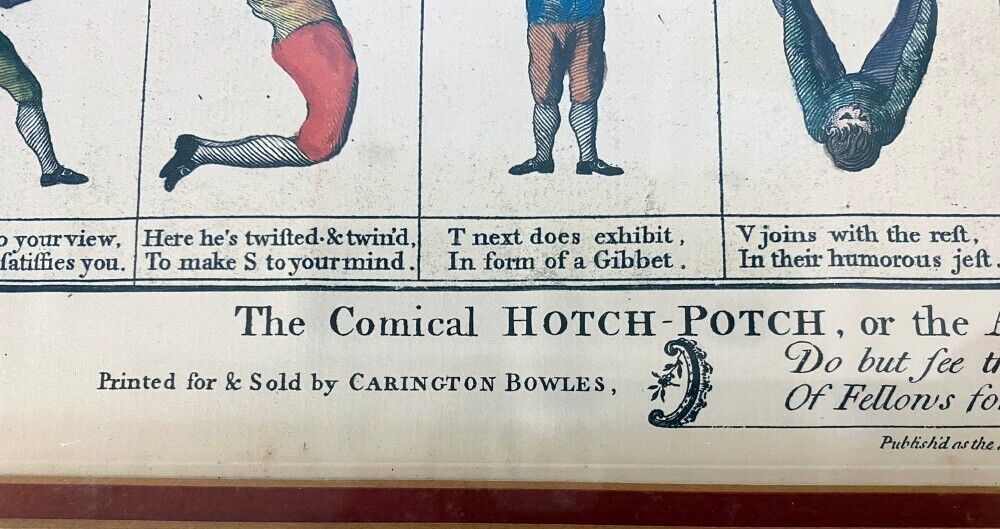 your view,
ſatiſfies you.
Here he's twiſted & twin'd,
To make S to your mind.
T next does exhibit,
In form of a Gibbet.
V joins with the reſt,
In their humorous jeſt.
The Comical HOTCH-POTCH, or the
Printed for & Sold by CARINGTON BOWLES,
Do but ſee
Of Fellows
Publiſh'd as the